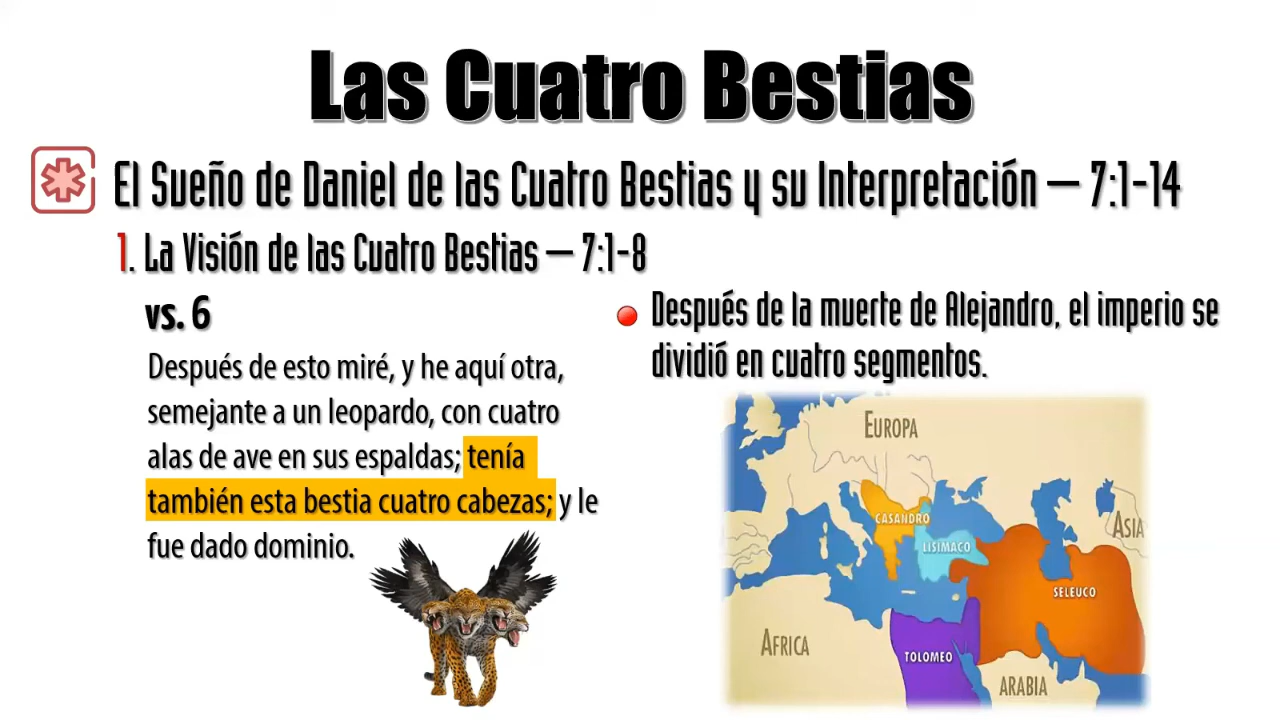 Las Cuatro Bestias
El Sueño de Daniel de las Cuatro Bestias y su Interpretación – 7:1-14
1. La Visión de las Cuatro Bestias – 7:1-8
vs. 6
Después de esto miré, y he aquí otra,
semejante a un leopardo, con cuatro
alas de ave en sus espaldas; tenía
también esta bestia cuatro cabezas; y le
fue dado dominio.
Después de la muerte de Alejandro, el imperio se
dividió en cuatro segmentos.
EUROPA
CASANDRO
LISIMACO
ASIA
SELEUCO
AFRICA
TOLOMEO
ARABIA